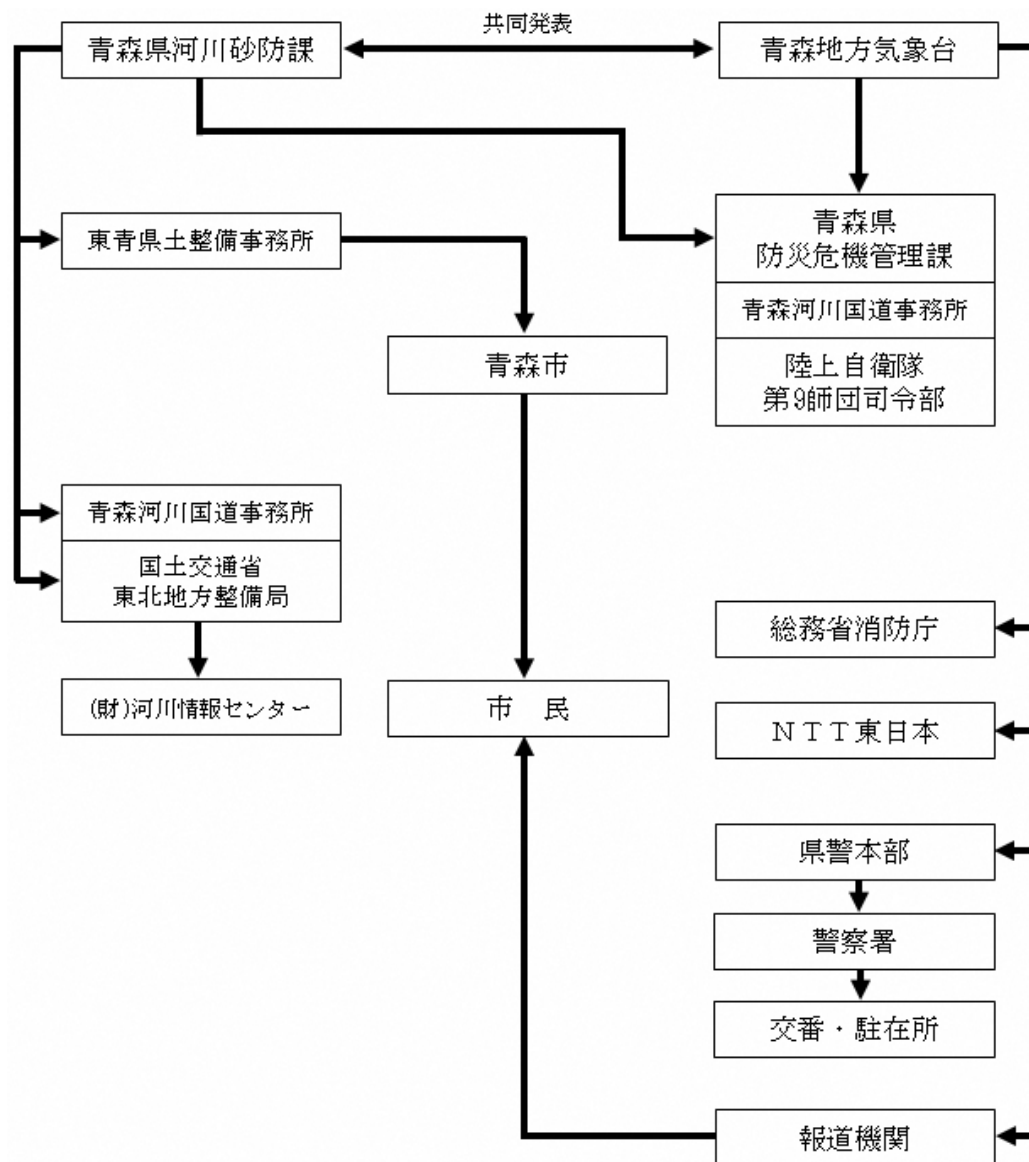 共同発表
青森県河川砂防課
青森地方気象台
東青県土整備事務所
青森県
防災危機管理課
青森河川国道事務所
陸上自衛隊
第9師団司令部
青森市
青森河川国道事務所
国土交通省
東北地方整備局
(財)河川情報センター
市　民
総務省消防庁
ＮＴＴ東日本
県警本部
警察署
交番・駐在所
報道機関